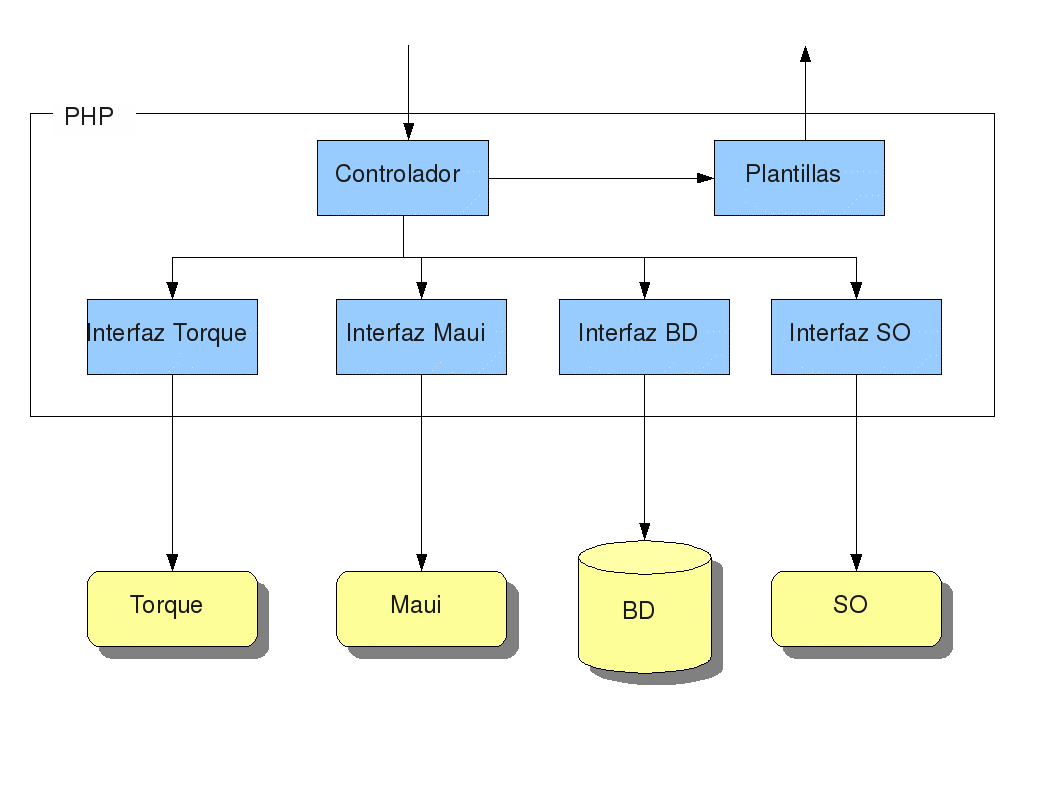 PHP
Controlador
Plantillas
Interfaz Torque
Interfaz Maui
Interfaz BD
Interfaz SO
Torque
Maui
BD
SO